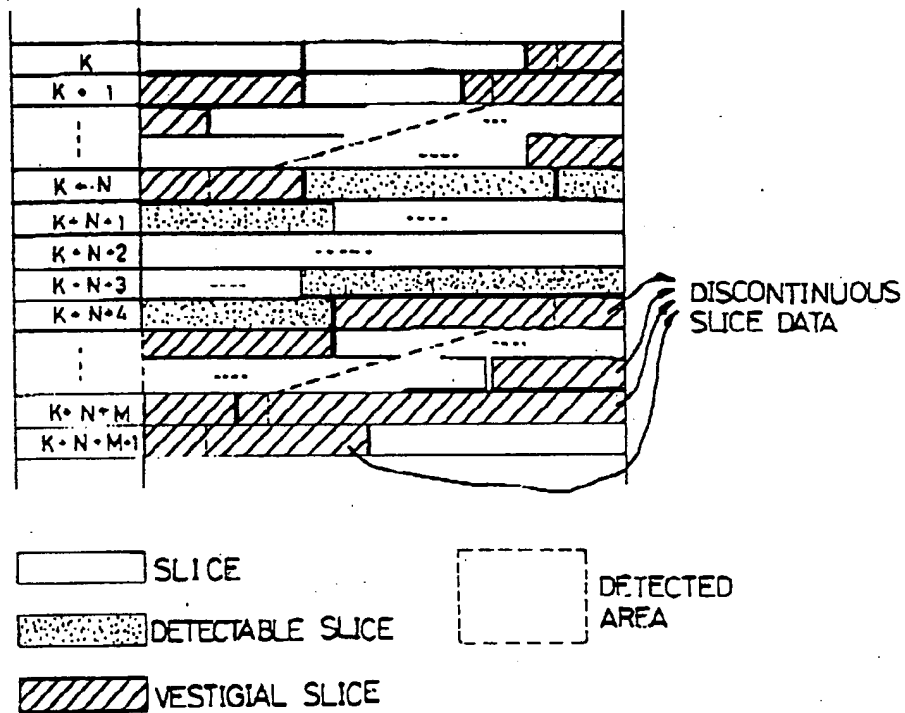 K
K + 1
K + N
K + N + 1
K + N + 2
K + N + 3
K + N + 4
K + N + M
K + N + M + 1
DISCONTINUOUS
SLICE DATA
SLICE
DETECTABLE SLICE
VESTIGIAL SLICE
DETECTED
AREA